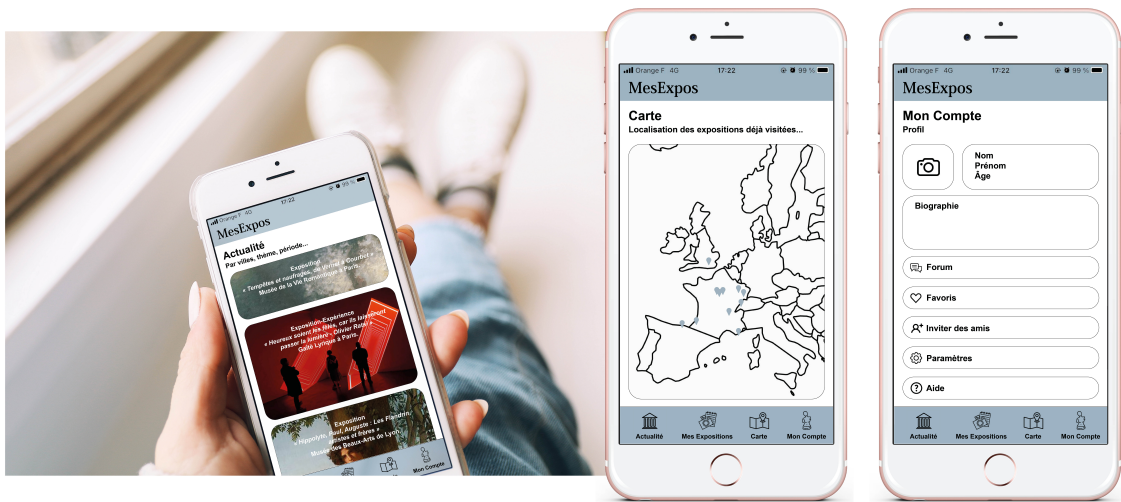 Orange F 4G 17:22 99 %
MesExpos
Actualité
Par villes, thème, période...
Exposition
« Tempêtes et naufrages, de Vernet à Courbet »
Musée de la Vie Romantique à Paris.
Exposition-Expérience
« Heureux soient les fêlés, car ils laisseront
passer la lumière - Olivier Ratsi »
Gaîté Lyrique à Paris.
Exposition
« Hippolyte, Paul, Auguste : Les Flandrin,
artistes et frères »
Musée des Beaux-Arts de Lyon.
Mon Compte
Orange F 4G 17:22 99 %
MesExpos
Carte
Localisation des expositions déjà visitées...
Actualité Mes Expositions Carte Mon Compte
Orange F 4G 17:22 99 %
MesExpos
Mon Compte
Profil
Nom
Prénom
Âge
Biographie
Forum
Favoris
Inviter des amis
Paramètres
Aide
Actualité Mes Expositions Carte Mon Compte